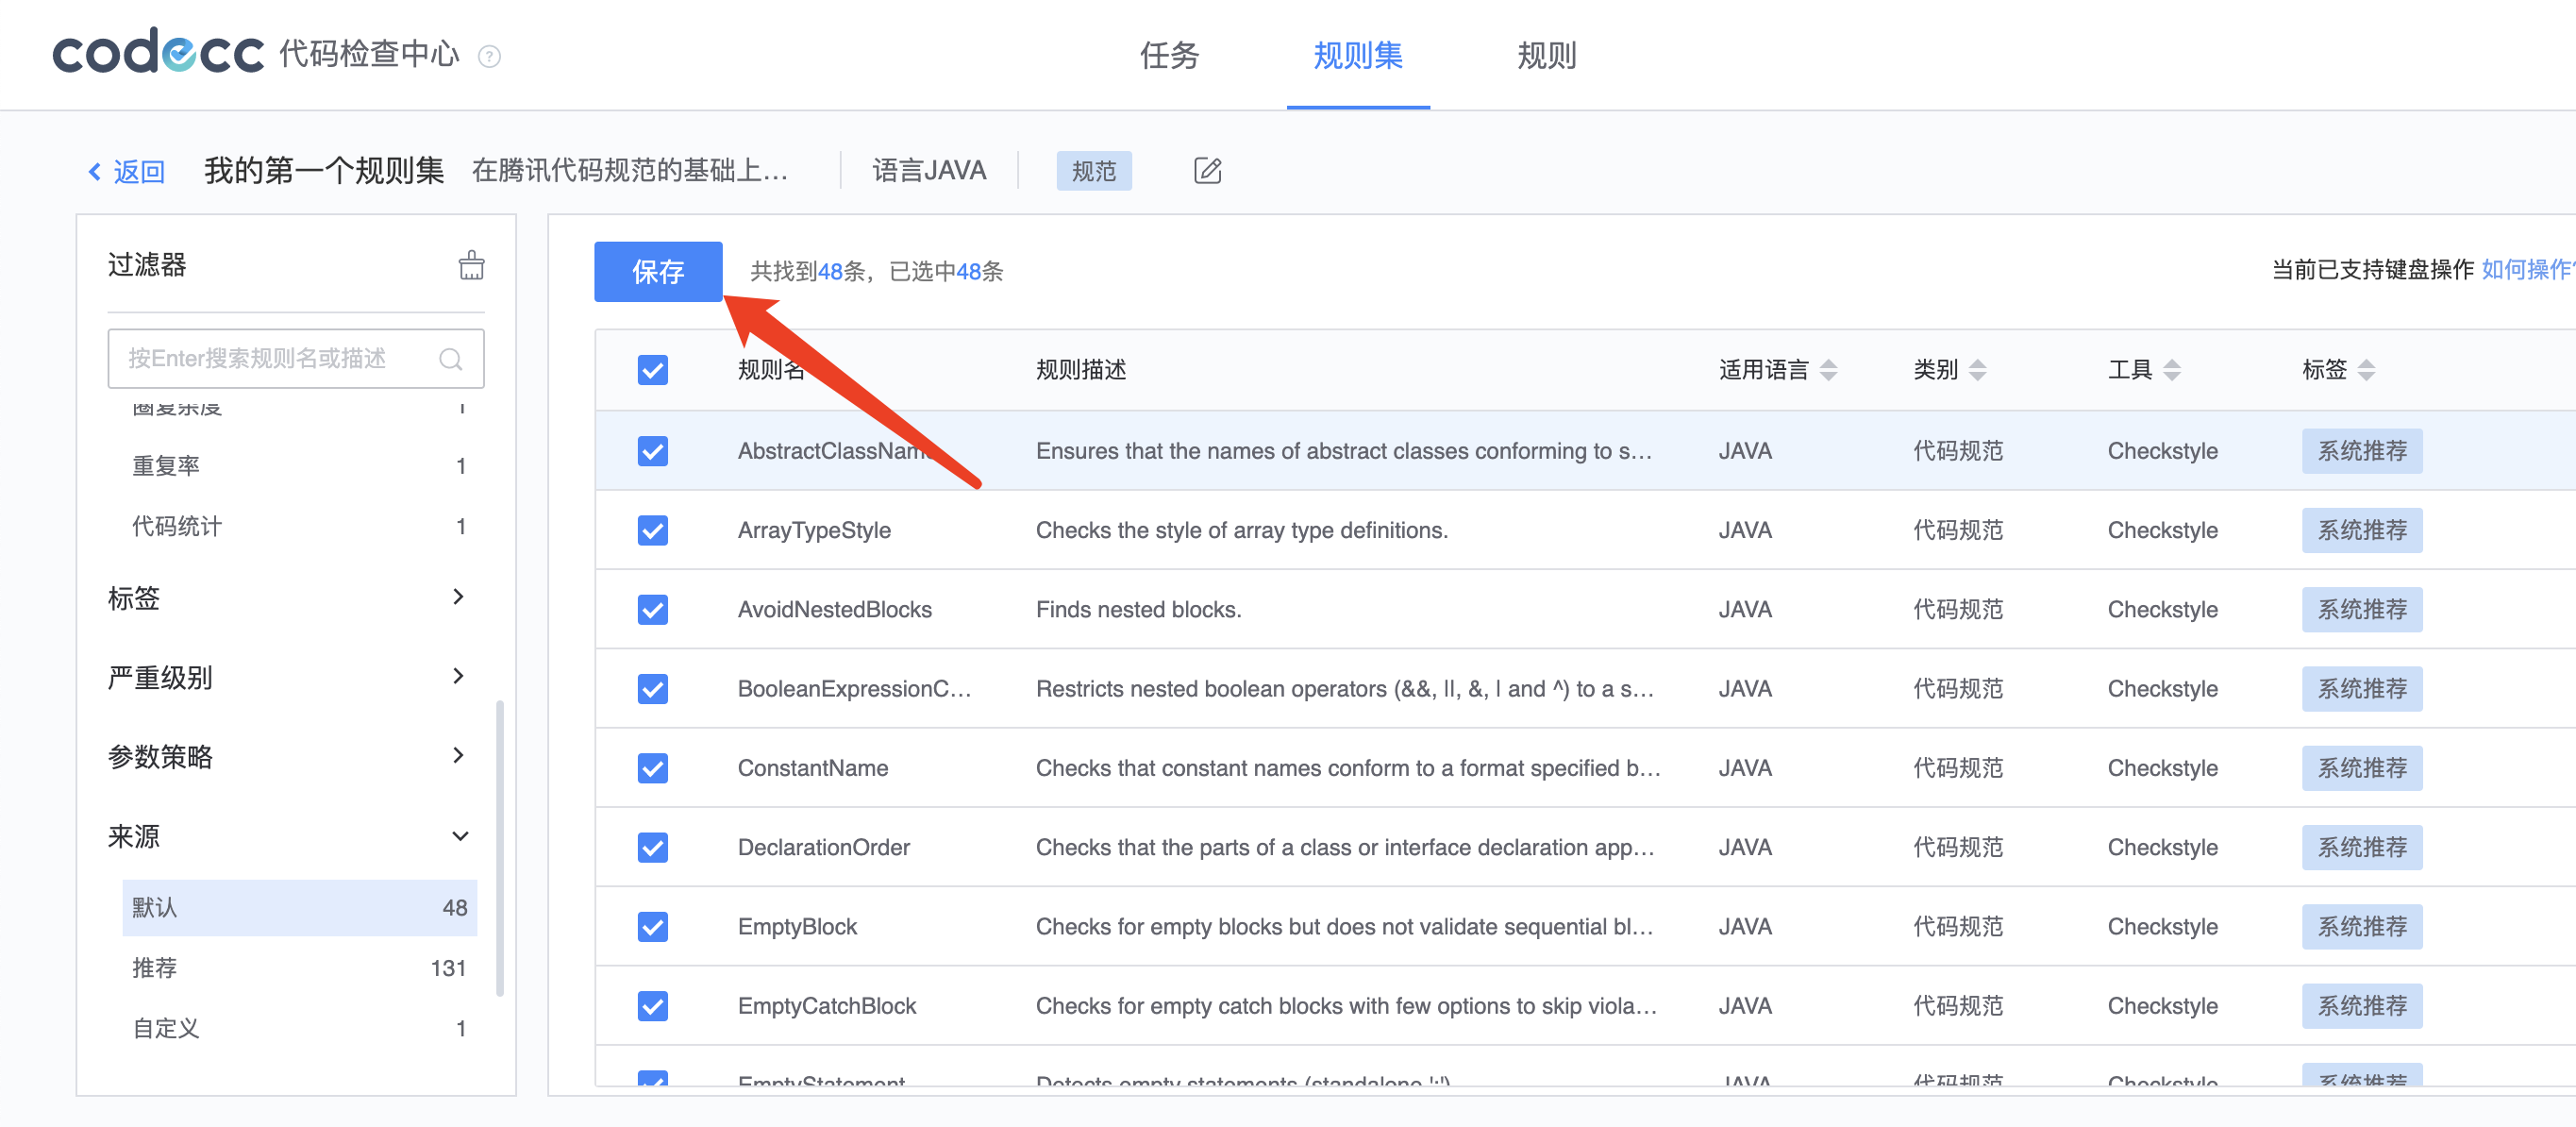 codecc 代码检查中心 ?
任务 规则集 规则
返回 我的第一个规则集 在腾讯代码规范的基础上... 语言JAVA 规范
过滤器
按Enter搜索规则名或描述
圈复杂度 1
重复率 1
代码统计 1
标签
严重级别
参数策略
来源
默认 48
推荐 131
自定义 1
保存 共找到48条，已选中48条 当前已支持键盘操作 如何操作?
规则名 规则描述 适用语言 类别 工具 标签
AbstractClassName Ensures that the names of abstract classes conforming to s... JAVA 代码规范 Checkstyle 系统推荐
ArrayTypeStyle Checks the style of array type definitions. JAVA 代码规范 Checkstyle 系统推荐
AvoidNestedBlocks Finds nested blocks. JAVA 代码规范 Checkstyle 系统推荐
BooleanExpressionC... Restricts nested boolean operators (&&, ||, &, | and ^) to a s... JAVA 代码规范 Checkstyle 系统推荐
ConstantName Checks that constant names conform to a format specified b... JAVA 代码规范 Checkstyle 系统推荐
DeclarationOrder Checks that the parts of a class or interface declaration app... JAVA 代码规范 Checkstyle 系统推荐
EmptyBlock Checks for empty blocks but does not validate sequential bl... JAVA 代码规范 Checkstyle 系统推荐
EmptyCatchBlock Checks for empty catch blocks with few options to skip viola... JAVA 代码规范 Checkstyle 系统推荐
EmptyStatement Detects empty statements (standalone ';'). JAVA 代码规范 Checkstyle 系统推荐